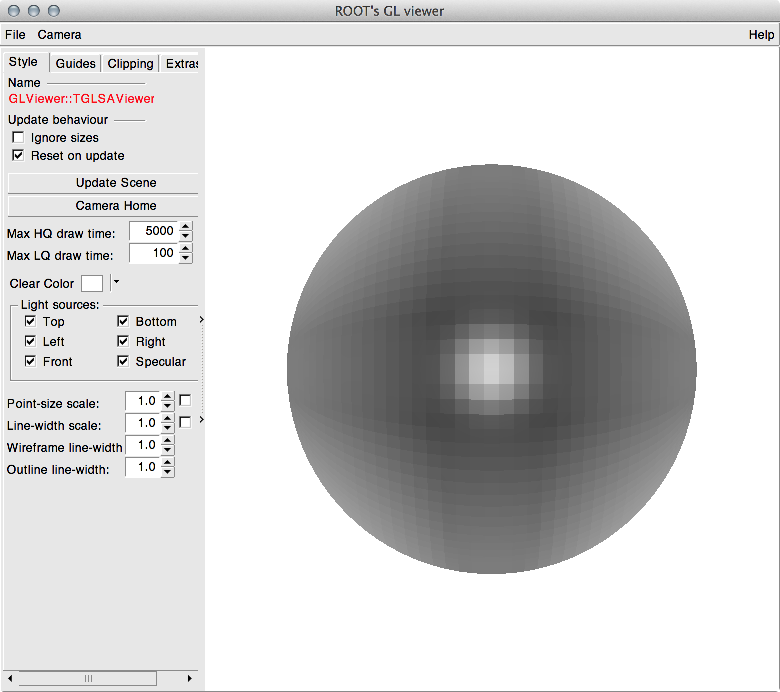 ROOT's GL viewer
File Camera Help
Style Guides Clipping Extras
Name
GLViewer::TGLSAViewer
Update behaviour
Ignore sizes
Reset on update
Update Scene
Camera Home
Max HQ draw time: 5000
Max LQ draw time: 100
Clear Color
Light sources:
Top Bottom
Left Right
Front Specular
Point-size scale: 1.0
Line-width scale: 1.0
Wireframe line-width 1.0
Outline line-width: 1.0